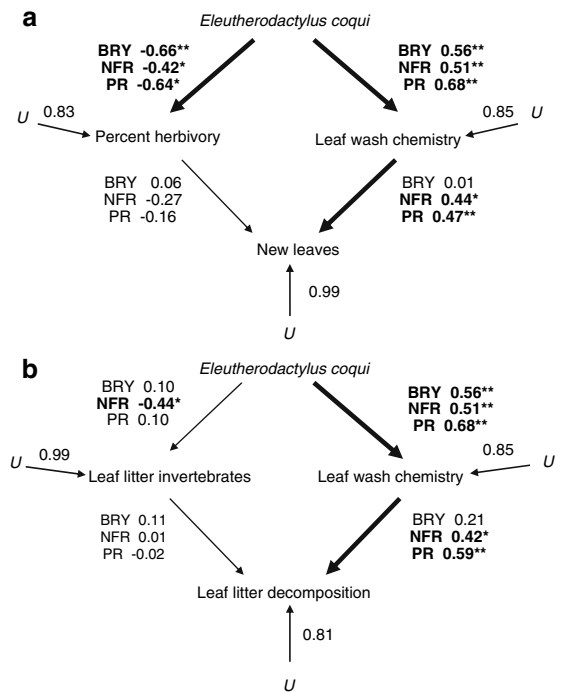 a
Eleutherodactylus coqui
BRY -0.66**
NFR -0.42*
PR -0.64*
BRY 0.56**
NFR 0.51**
PR 0.68**
U
0.83
0.85
U
Percent herbivory
Leaf wash chemistry
BRY 0.06
NFR -0.27
PR -0.16
BRY 0.01
NFR 0.44*
PR 0.47**
New leaves
0.99
U
b
Eleutherodactylus coqui
BRY 0.10
NFR -0.44*
PR 0.10
BRY 0.56**
NFR 0.51**
PR 0.68**
U
0.99
0.85
U
Leaf litter invertebrates
Leaf wash chemistry
BRY 0.11
NFR 0.01
PR -0.02
BRY 0.21
NFR 0.42*
PR 0.59**
Leaf litter decomposition
0.81
U